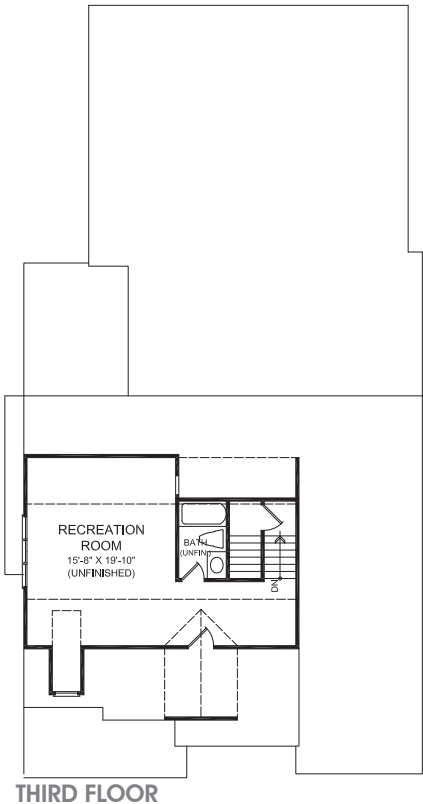 RECREATION
ROOM
15'-8" X 19'-10"
(UNFINISHED)
BATH
(UNFIN.)
DN
THIRD FLOOR